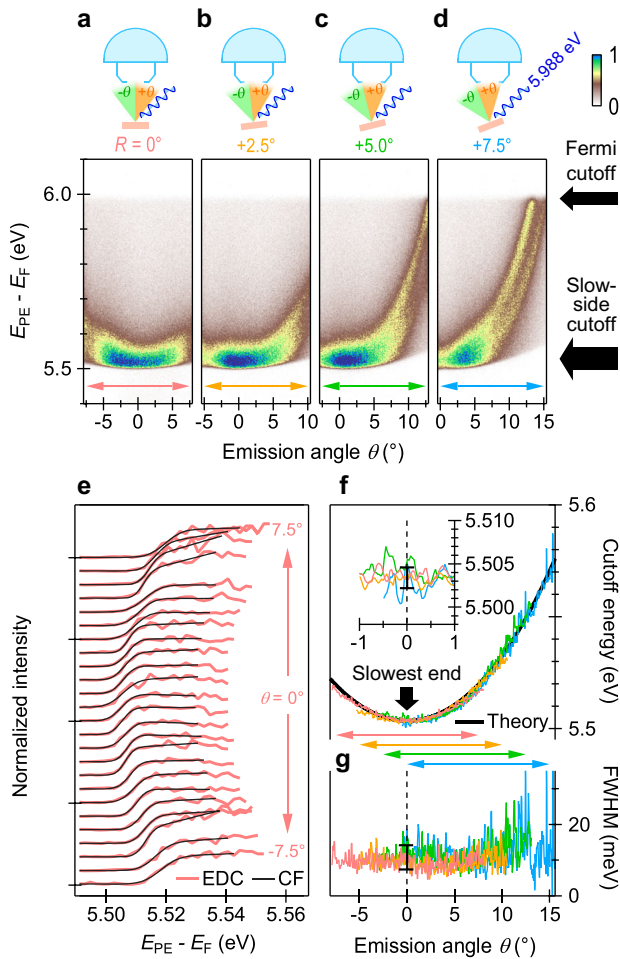 a b c d
-θ +θ -θ +θ -θ +θ -θ +θ
5.988 eV
1
0
R = 0° +2.5° +5.0° +7.5°
Fermi
cutoff
Slow-
side
cutoff
6.0
5.5
E_PE - E_F (eV)
-5 0 5 -5 0 5 10 0 5 10 0 5 10 15
Emission angle θ (°)
e
7.5°
θ = 0°
-7.5°
EDC CF
Normalized intensity
5.50 5.52 5.54 5.56
E_PE - E_F (eV)
f
5.6
5.5
Cutoff energy
(eV)
5.510
5.505
5.500
-1 0 1
Slowest end
Theory
g
20
0
FWHM (meV)
-5 0 5 10 15
Emission angle θ (°)